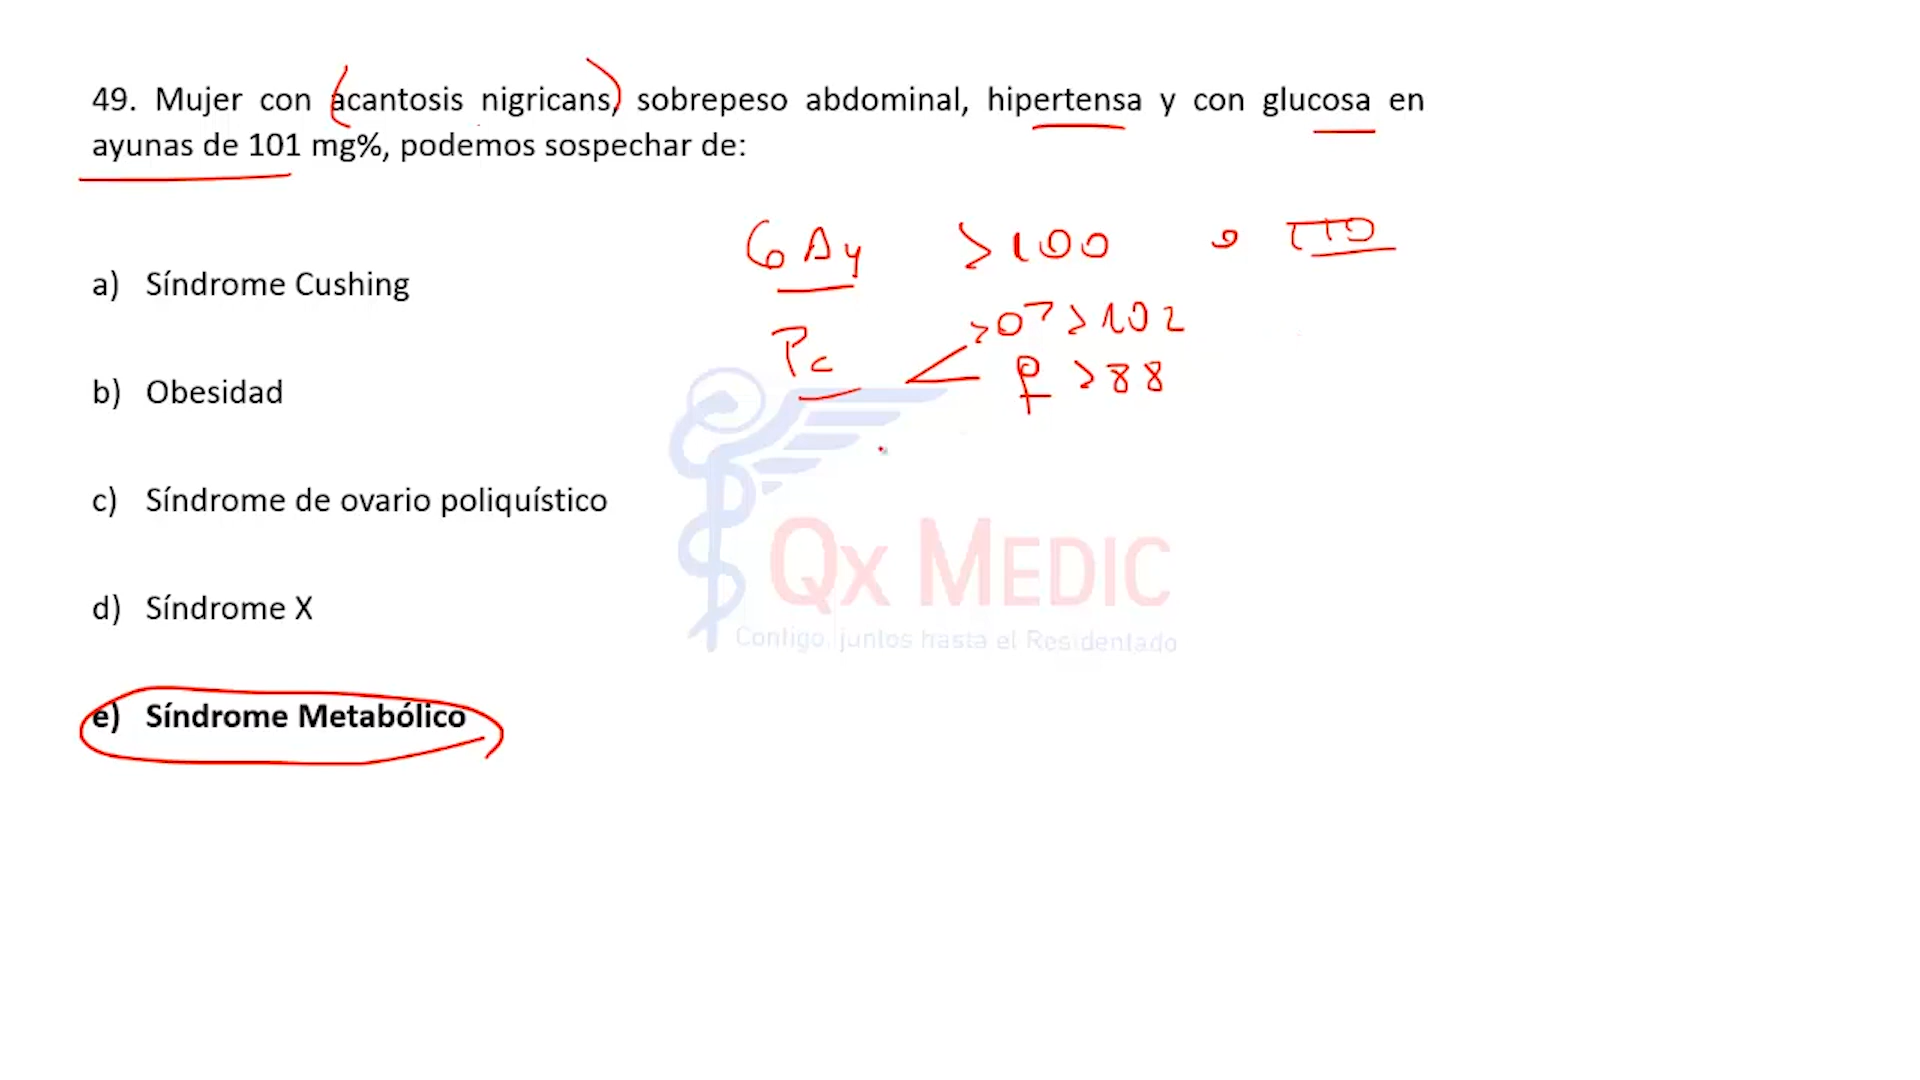 49. Mujer con acantosis nigricans, sobrepeso abdominal, hipertensa y con glucosa en
ayunas de 101 mg%, podemos sospechar de:
GAy >100 o TTO
a) Síndrome Cushing
Pc
♂ >102
♀ >88
b) Obesidad
c) Síndrome de ovario poliquístico
QX MEDIC
Contigo, juntos hasta el Residentado
d) Síndrome X
e) Síndrome Metabólico